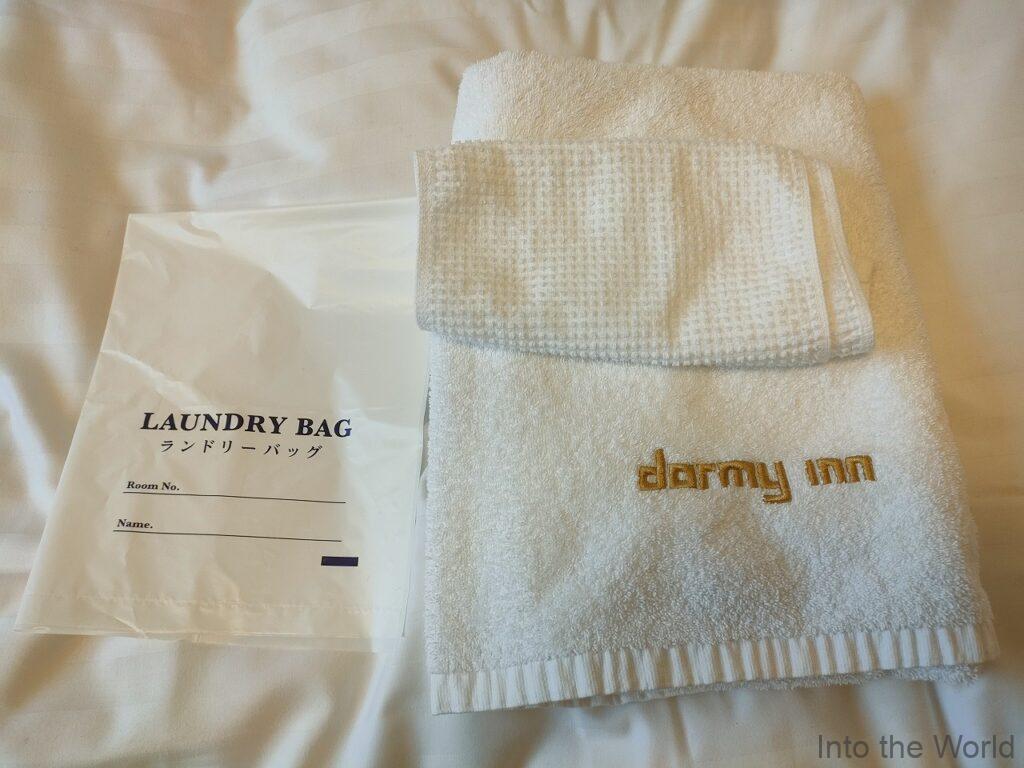 LAUNDRY BAG
ランドリーバッグ
Room No.
Name.
dormy inn
Into the World